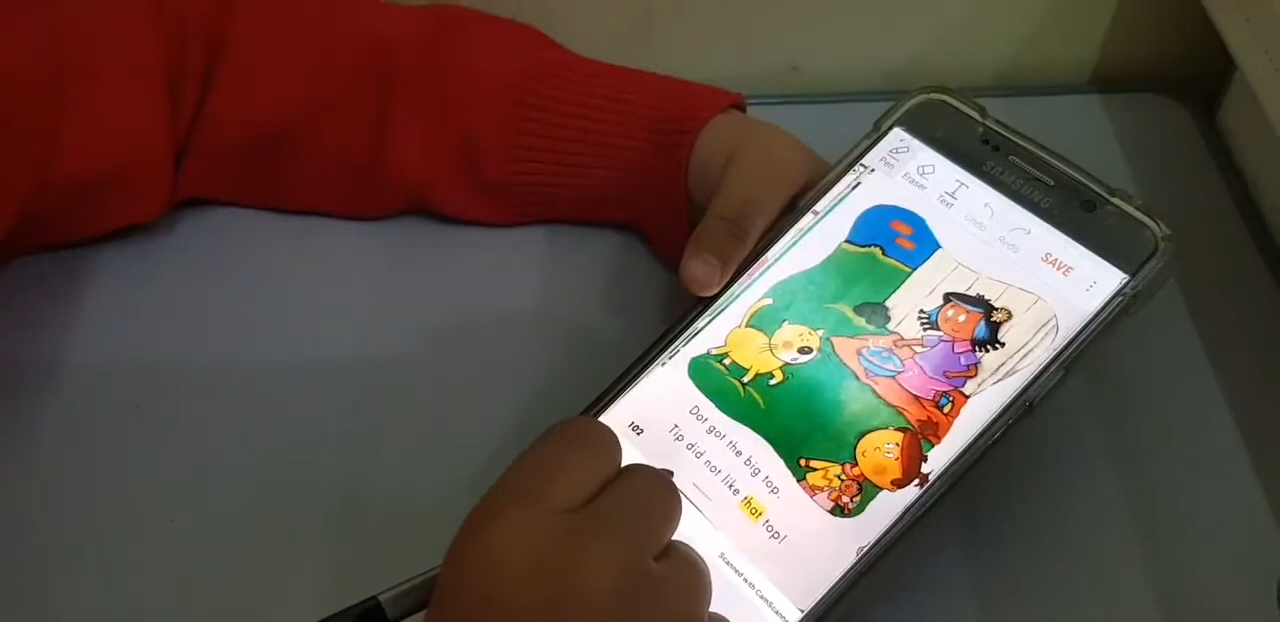 SAMSUNG
Pen
Eraser
Text
Undo
Redo
SAVE
Dot got the big top.
Tip did not like that top!
102
Scanned with CamScanne